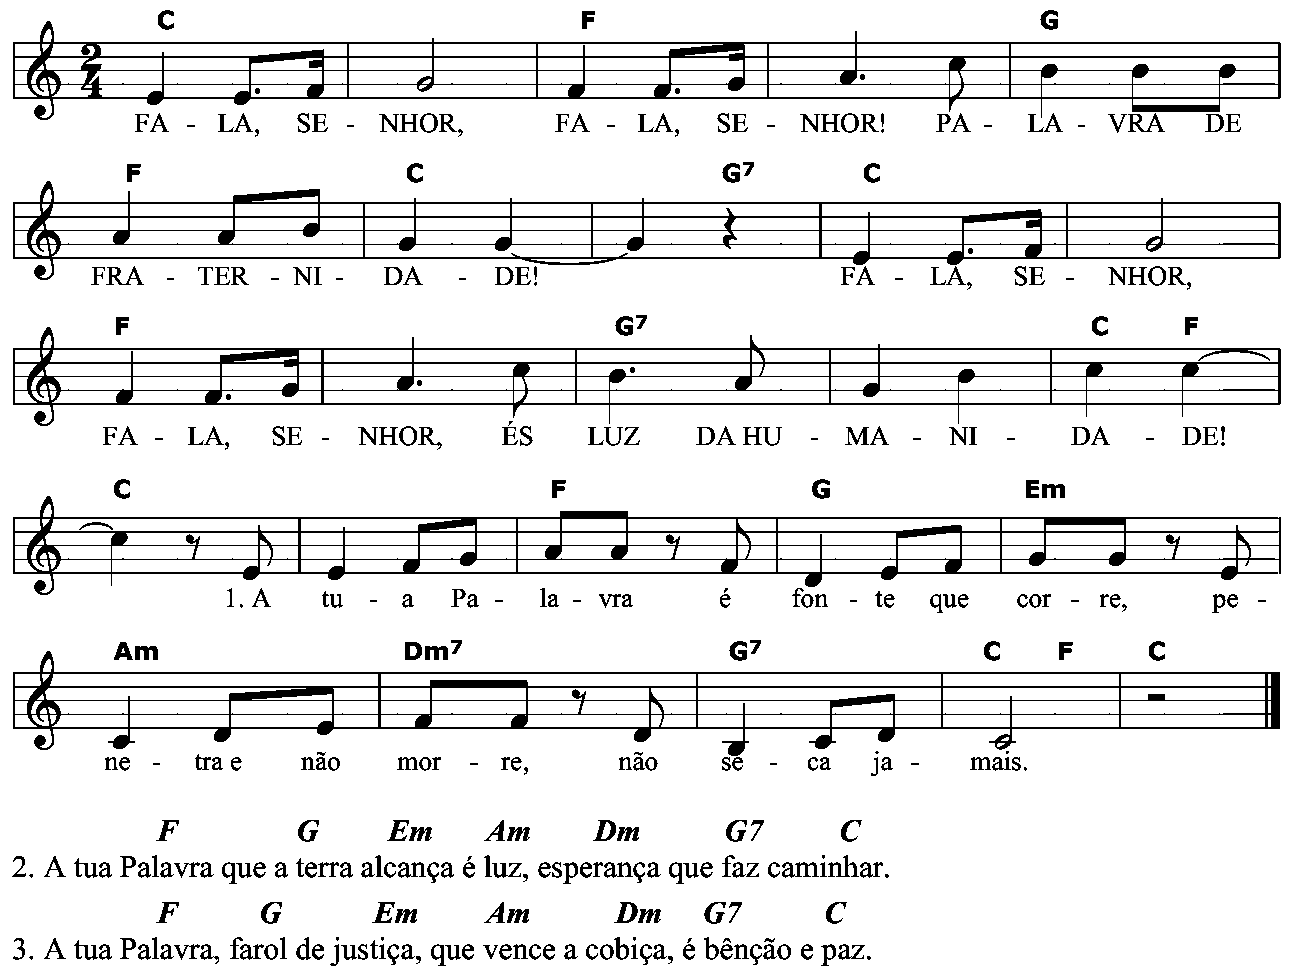 C F G
2 4
FA - LA, SE - NHOR, FA - LA, SE - NHOR! PA - LA - VRA DE
F C G7 C
FRA - TER - NI - DA - DE! FA - LA, SE - NHOR,
F G7 C F
FA - LA, SE - NHOR, ÉS LUZ DA HU - MA - NI - DA - DE!
C F G Em
1. A tu - a Pa - la - vra é fon - te que cor - re, pe -
Am Dm7 G7 C F C
ne - tra e não mor - re, não se - ca ja - mais.
F G Em Am Dm G7 C
2. A tua Palavra que a terra alcança é luz, esperança que faz caminhar.
F G Em Am Dm G7 C
3. A tua Palavra, farol de justiça, que vence a cobiça, é bênção e paz.